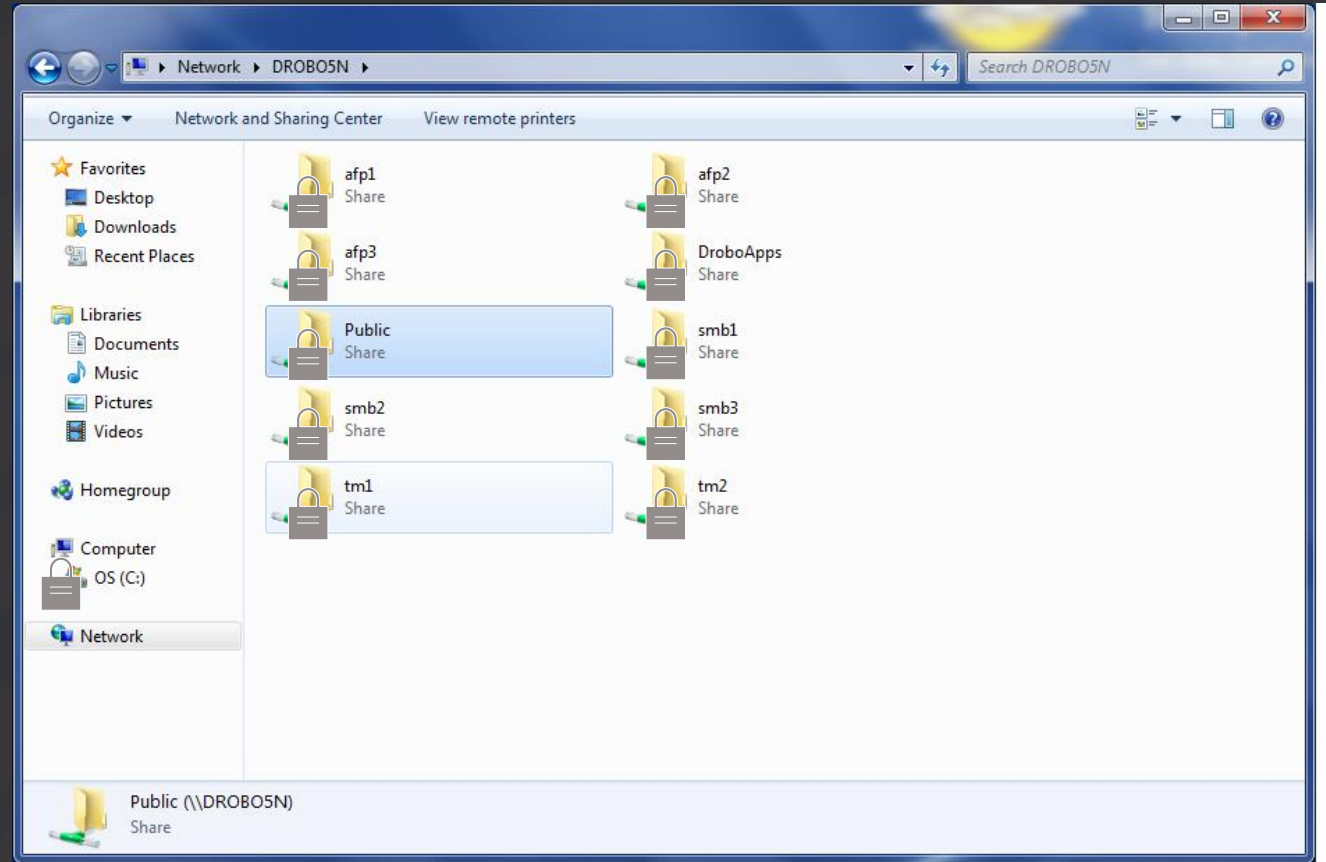 Network DROBO5N
Search DROBO5N
Organize Network and Sharing Center View remote printers
Favorites
Desktop
Downloads
Recent Places
Libraries
Documents
Music
Pictures
Videos
Homegroup
Computer
OS (C:)
Network
afp1
Share
afp2
Share
afp3
Share
DroboApps
Share
Public
Share
smb1
Share
smb2
Share
smb3
Share
tm1
Share
tm2
Share
Public (\\DROBO5N)
Share